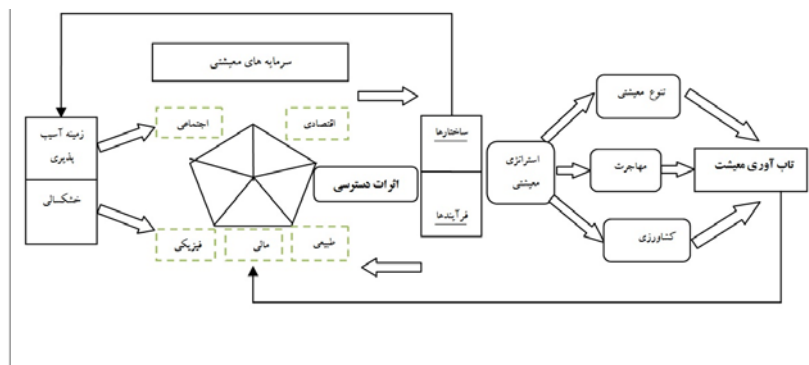 سرمایه های معیشتی
زمینه آسیب
پذیری
خشکسالی
اجتماعی
اقتصادی
فیزیکی
مالی
طبیعی
اثرات دسترسی
ساختارها
فرآیندها
استراتژی
معیشتی
تنوع معیشتی
مهاجرت
کشاورزی
تاب آوری معیشت